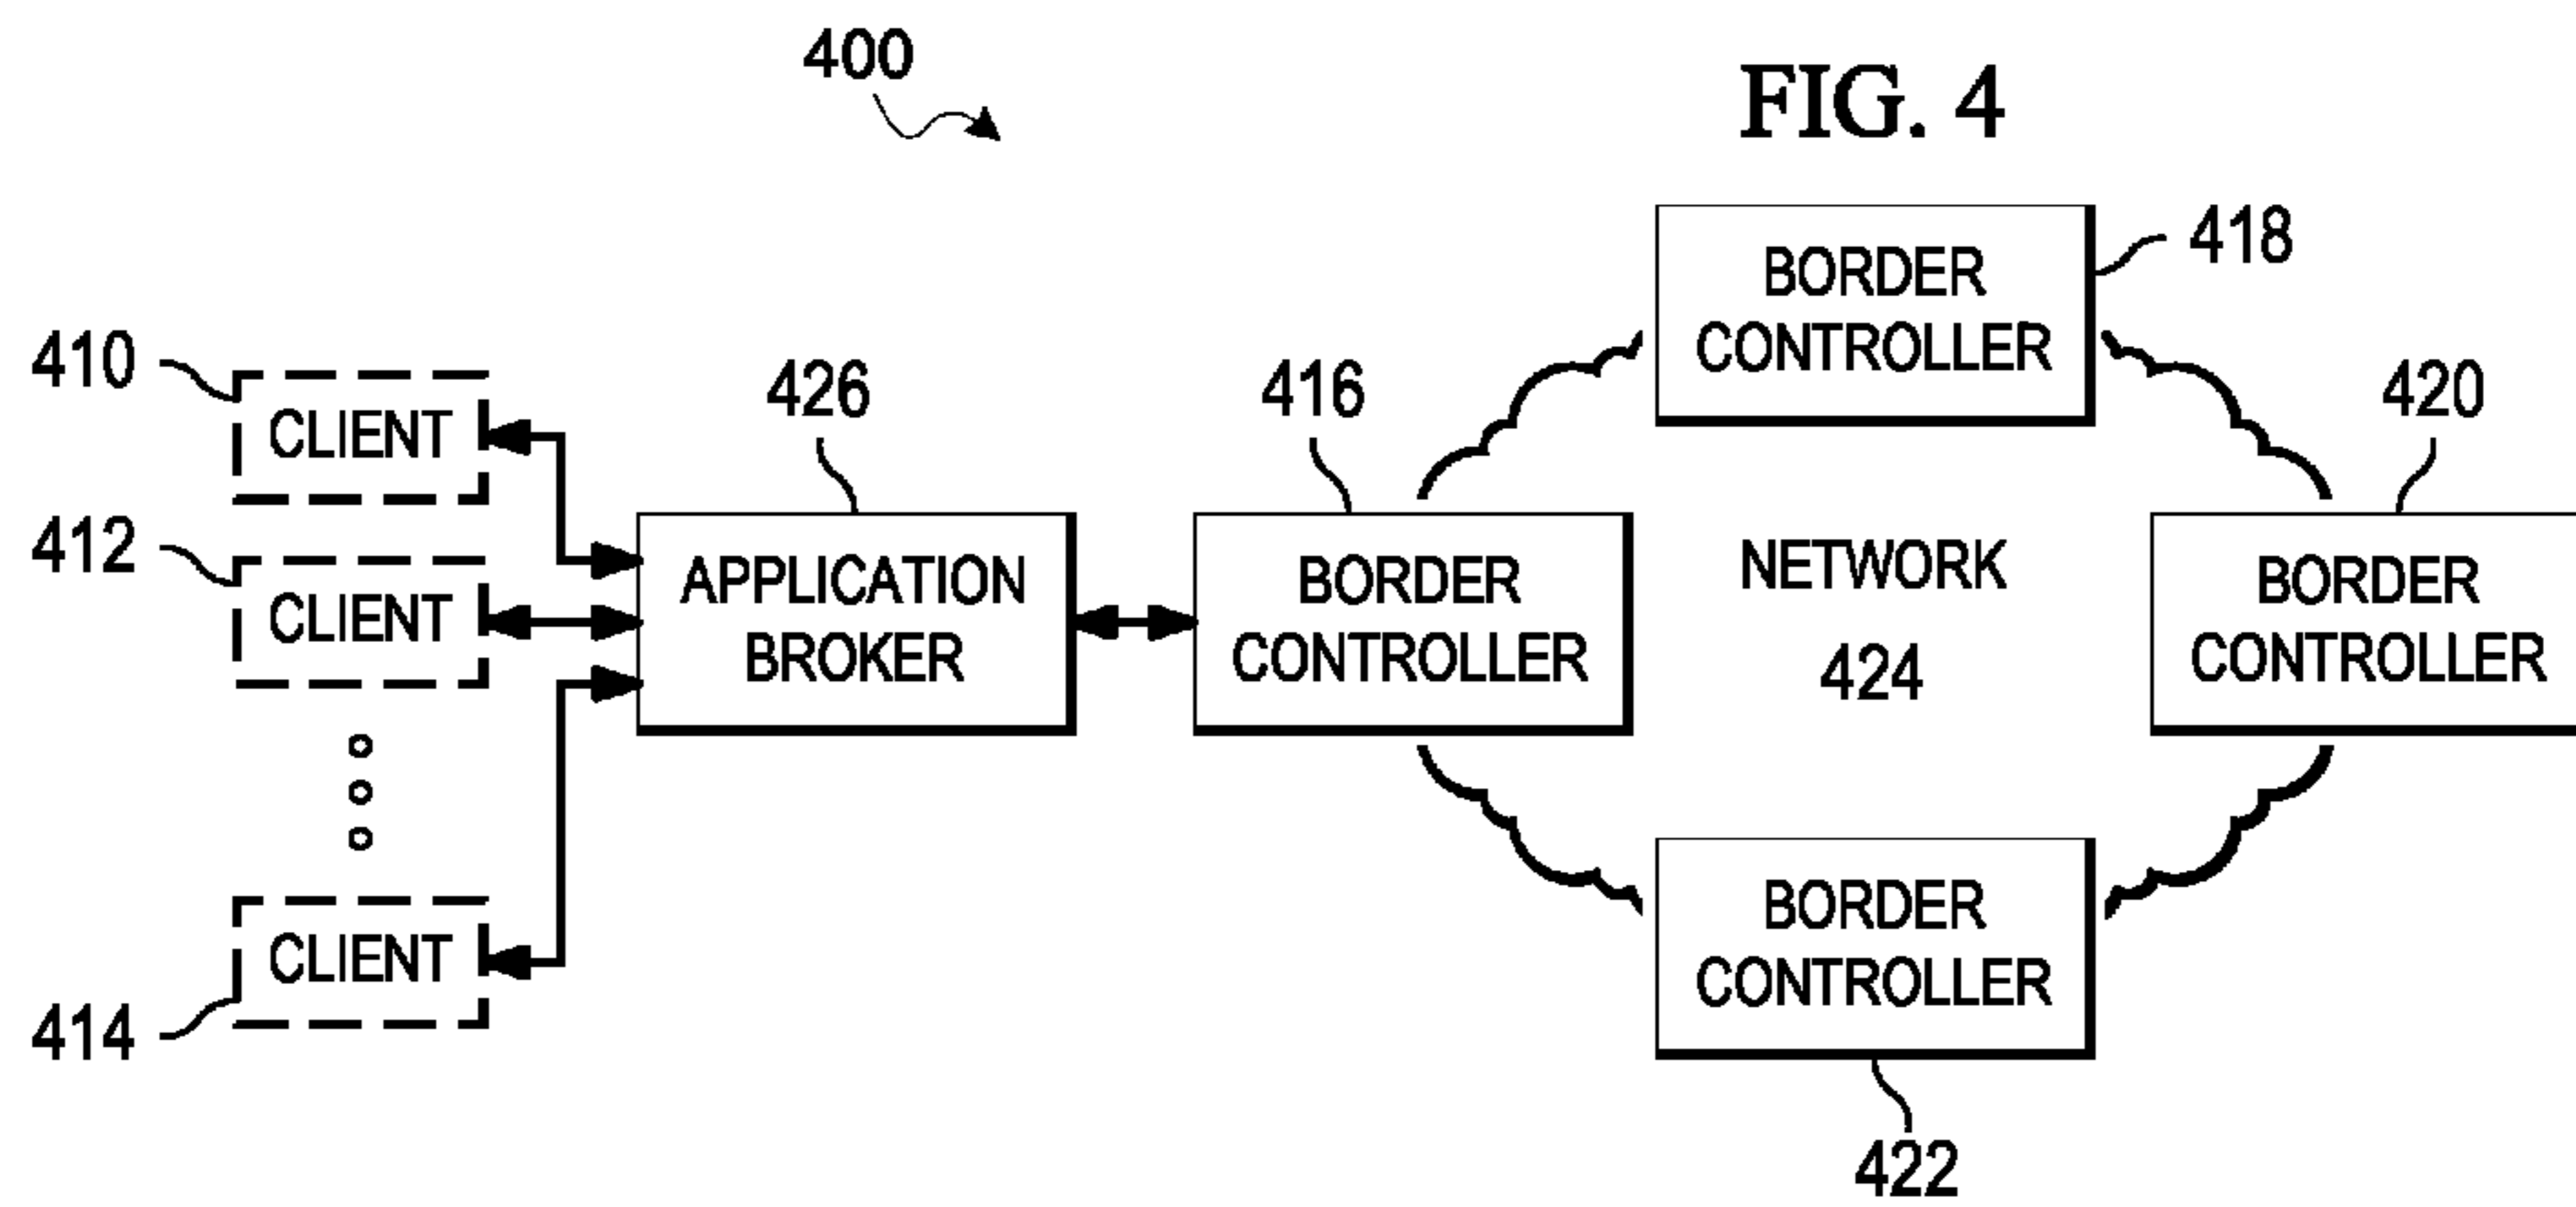 400
FIG. 4
418
BORDER
CONTROLLER
410
CLIENT
426
416
420
412
CLIENT
APPLICATION
BROKER
BORDER
CONTROLLER
NETWORK
424
BORDER
CONTROLLER
CLIENT
414
BORDER
CONTROLLER
422